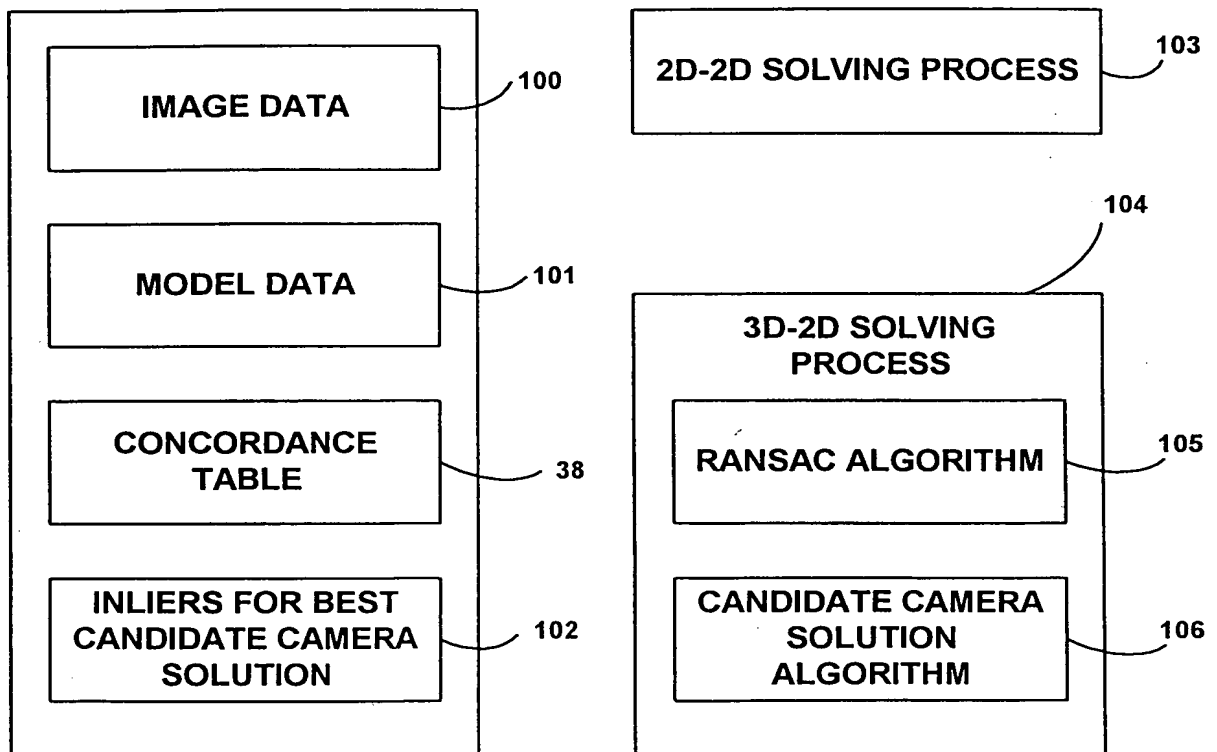 IMAGE DATA
100
MODEL DATA
101
CONCORDANCE
TABLE
38
INLIERS FOR BEST
CANDIDATE CAMERA
SOLUTION
102
2D-2D SOLVING PROCESS
103
104
3D-2D SOLVING
PROCESS
RANSAC ALGORITHM
105
CANDIDATE CAMERA
SOLUTION
ALGORITHM
106